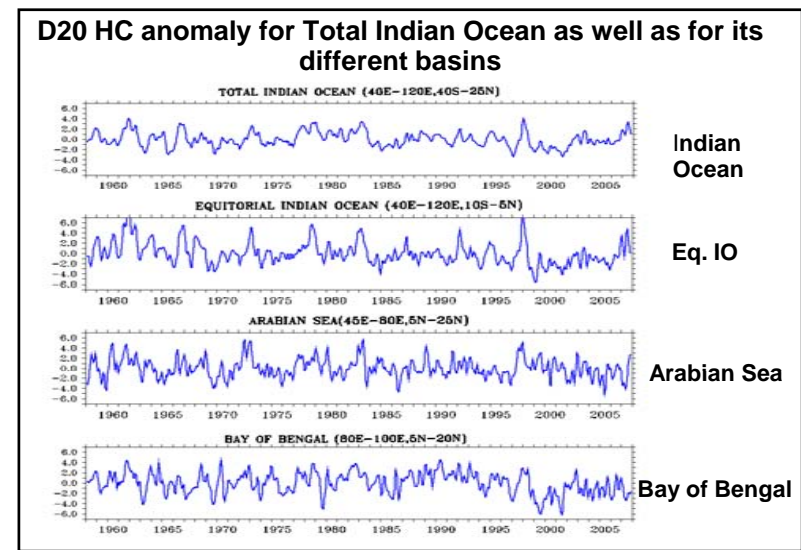 D20 HC anomaly for Total Indian Ocean as well as for its
different basins
TOTAL INDIAN OCEAN (40E-120E,40S-25N)
6.0
4.0
2.0
-0.0
-2.0
-4.0
-6.0
1960 1965 1970 1975 1980 1985 1990 1995 2000 2005
Indian
Ocean
EQUITORIAL INDIAN OCEAN (40E-120E,10S-5N)
6.0
4.0
2.0
-0.0
-2.0
-4.0
-6.0
1960 1965 1970 1975 1980 1985 1990 1995 2000 2005
Eq. IO
ARABIAN SEA(45E-80E,5N-25N)
6.0
4.0
2.0
-0.0
-2.0
-4.0
-6.0
1960 1965 1970 1975 1980 1985 1990 1995 2000 2005
Arabian Sea
BAY OF BENGAL (80E-100E,5N-20N)
6.0
4.0
2.0
-0.0
-2.0
-4.0
-6.0
1960 1965 1970 1975 1980 1985 1990 1995 2000 2005
Bay of Bengal